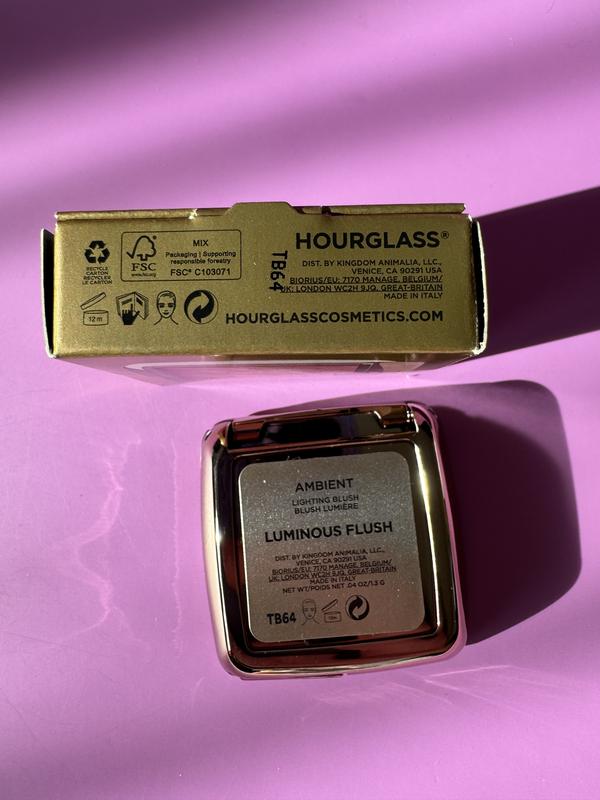 RECYCLE
CARTON
RECYCLER
LE CARTON
FSC
www.fsc.org
MIX
Packaging | Supporting
responsible forestry
FSC® C103071
12 m
TB64
HOURGLASS®
DIST. BY KINGDOM ANIMALIA, LLC.,
VENICE, CA 90291 USA
BIORIUS/EU: 7170 MANAGE, BELGIUM/
UK: LONDON WC2H 9JQ, GREAT-BRITAIN
MADE IN ITALY
HOURGLASSCOSMETICS.COM
AMBIENT
LIGHTING BLUSH
BLUSH LUMIÈRE
LUMINOUS FLUSH
DIST. BY KINGDOM ANIMALIA, LLC.,
VENICE, CA 90291 USA
BIORIUS/EU: 7170 MANAGE, BELGIUM/
UK: LONDON WC2H 9JQ, GREAT-BRITAIN
MADE IN ITALY
NET WT/POIDS NET .04 OZ/1.3 G
TB64
12m